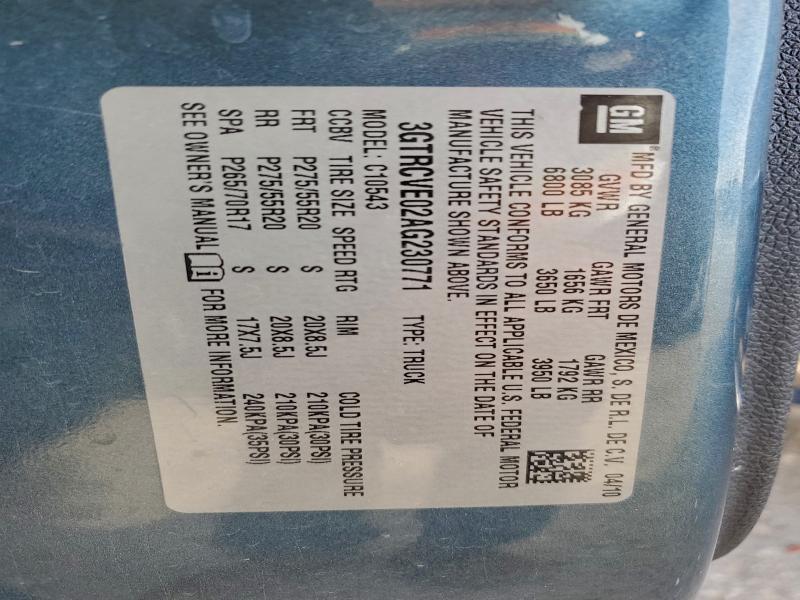 GM
MFD BY GENERAL MOTORS DE MEXICO, S. DE R.L. DE C.V. 04/10
GVWR GAWR FRT GAWR RR
3085 KG 1656 KG 1792 KG
6800 LB 3650 LB 3950 LB
THIS VEHICLE CONFORMS TO ALL APPLICABLE U.S. FEDERAL MOTOR
VEHICLE SAFETY STANDARDS IN EFFECT ON THE DATE OF
MANUFACTURE SHOWN ABOVE.
3GTRCVE02AG230771 TYPE: TRUCK
MODEL: C10543
CCBV TIRE SIZE SPEED RTG RIM COLD TIRE PRESSURE
FRT P275/55R20 S 20X8.5J 210KPA(30PSI)
RR P275/55R20 S 20X8.5J 210KPA(30PSI)
SPA P265/70R17 S 17X7.5J 240KPA(35PSI)
SEE OWNER'S MANUAL FOR MORE INFORMATION.